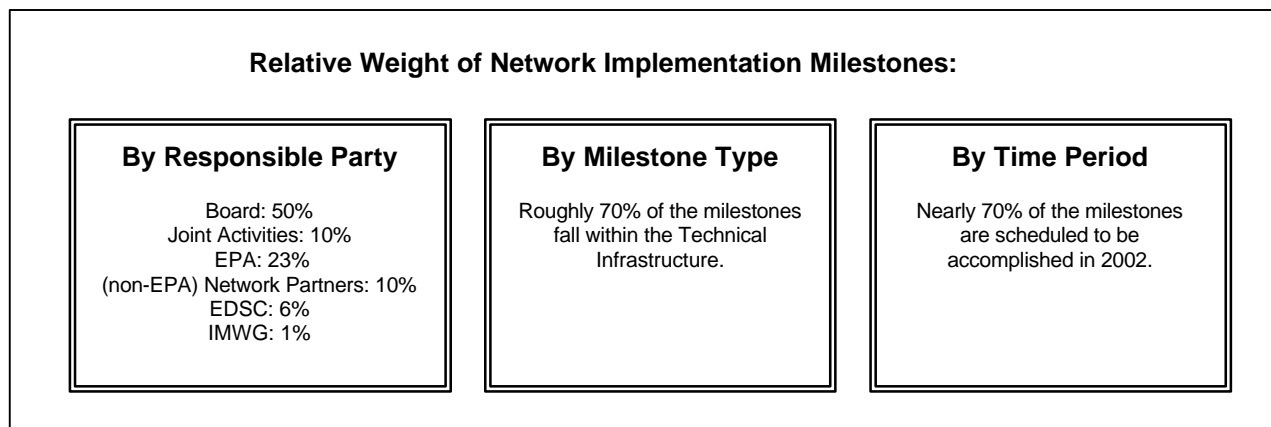 Relative Weight of Network Implementation Milestones:
By Responsible Party
Board: 50%
Joint Activities: 10%
EPA: 23%
(non-EPA) Network Partners: 10%
EDSC: 6%
IMWG: 1%
By Milestone Type
Roughly 70% of the milestones
fall within the Technical
Infrastructure.
By Time Period
Nearly 70% of the milestones
are scheduled to be
accomplished in 2002.